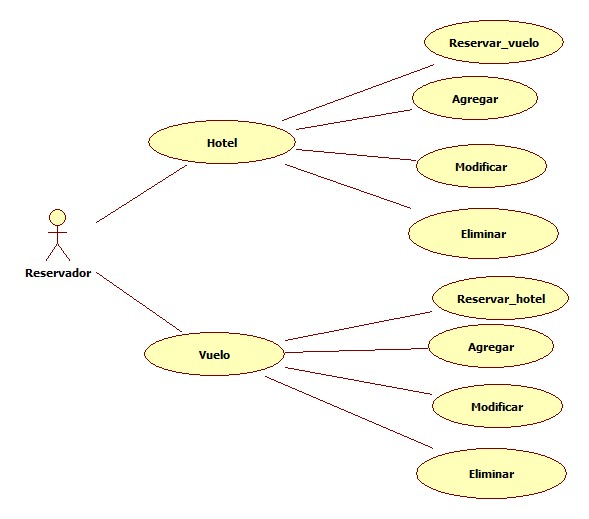 Reservar_vuelo
Agregar
Hotel
Modificar
Eliminar
Reservador
Reservar_hotel
Vuelo
Agregar
Modificar
Eliminar